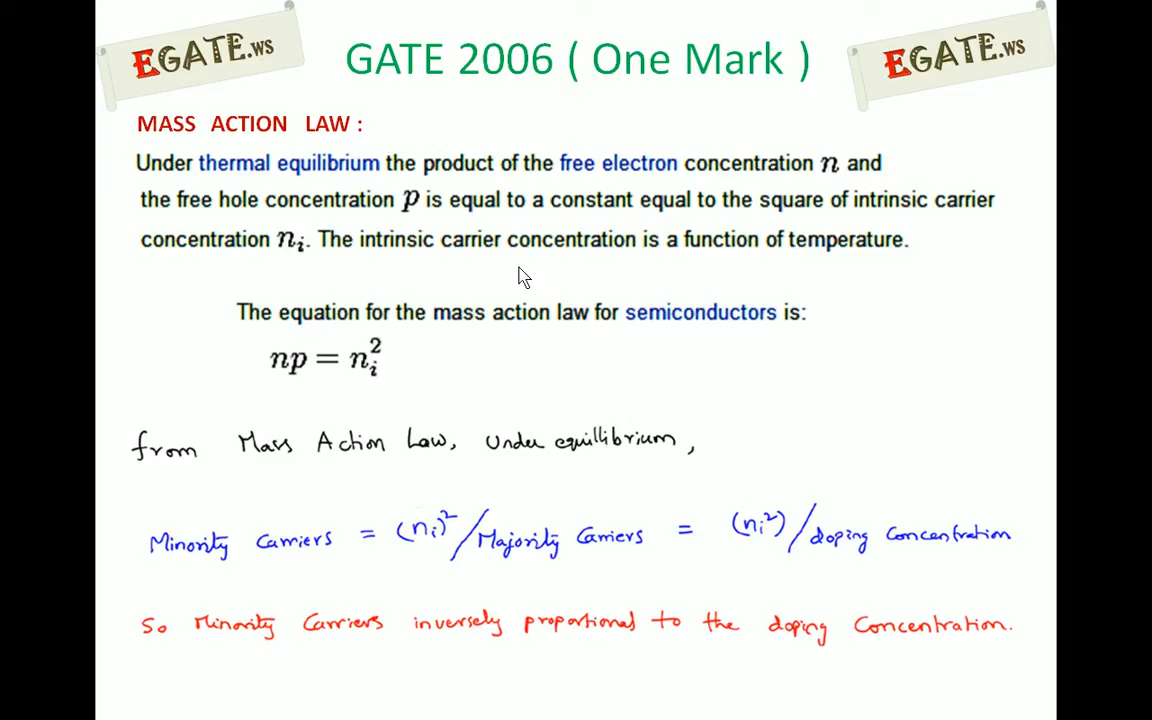 EGATE.ws
GATE 2006 ( One Mark )
EGATE.ws
MASS ACTION LAW :
Under thermal equilibrium the product of the free electron concentration n and
the free hole concentration p is equal to a constant equal to the square of intrinsic carrier
concentration nᵢ. The intrinsic carrier concentration is a function of temperature.
The equation for the mass action law for semiconductors is:
np = nᵢ²
from Mass Action Law, Under equillibrium,
Minority Carriers = (nᵢ)² / Majority Carriers = (nᵢ²) / doping Concentration
So Minority Carriers inversely proportional to the doping Concentration.